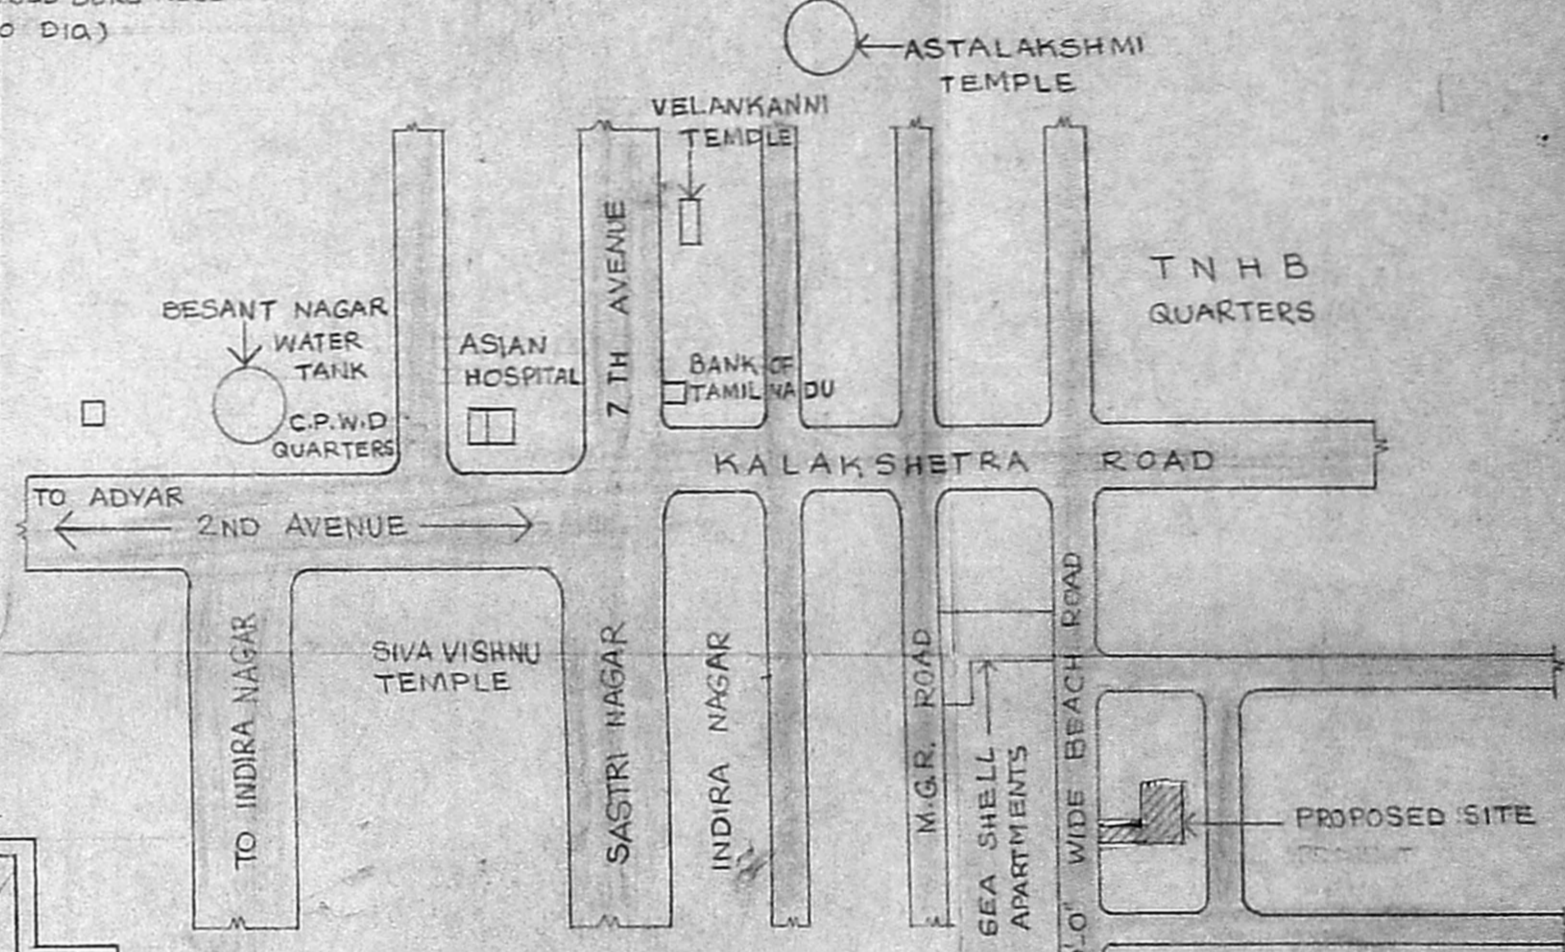 O DIA)
ASTALAKSHMI
TEMPLE
VELANKANNI
TEMPLE
7TH AVENUE
TNHB
QUARTERS
BESANT NAGAR
WATER
TANK
ASIAN
HOSPITAL
BANK OF
TAMIL NADU
C.P.W.D
QUARTERS
KALAKSHETRA ROAD
TO ADYAR
2ND AVENUE
TO INDIRA NAGAR
SIVA VISHNU
TEMPLE
SASTRI NAGAR
INDIRA NAGAR
M.G.R. ROAD
SEA SHELL
APARTMENTS
WIDE BEACH ROAD
PROPOSED SITE